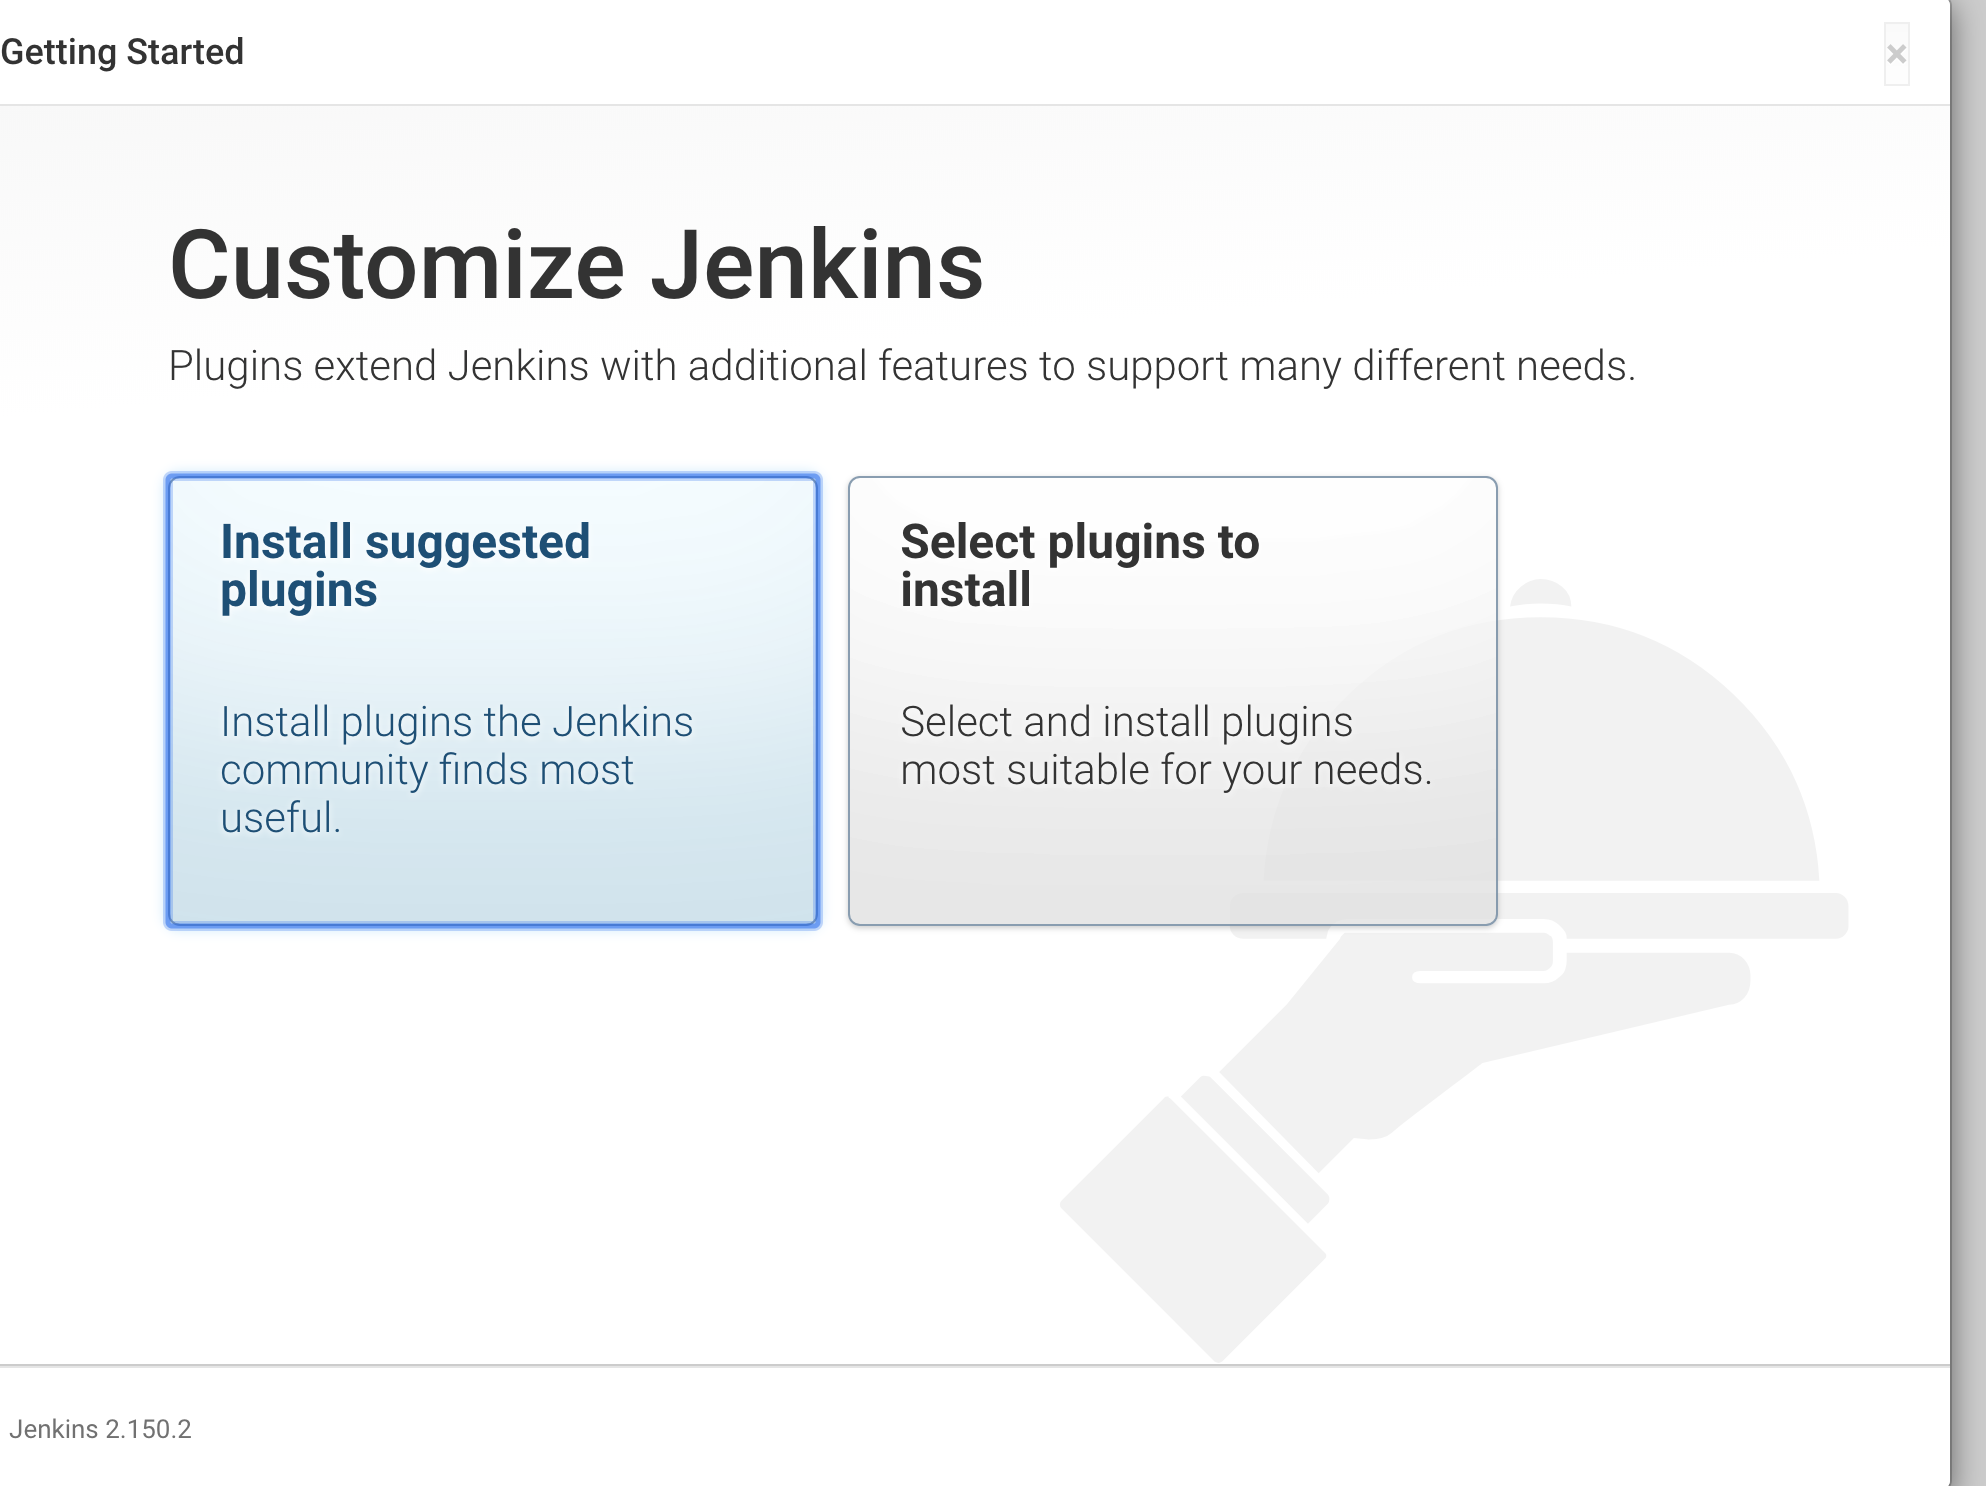 Getting Started
×
Customize Jenkins
Plugins extend Jenkins with additional features to support many different needs.
Install suggested
plugins
Install plugins the Jenkins
community finds most
useful.
Select plugins to
install
Select and install plugins
most suitable for your needs.
Jenkins 2.150.2